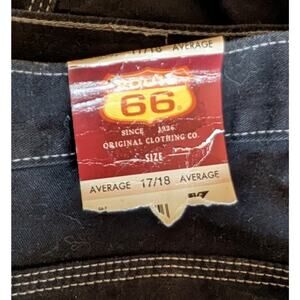 17/18 AVERAGE
ROUTE
66
SINCE 1926
ORIGINAL CLOTHING CO.
SIZE
AVERAGE 17/18 AVERAGE